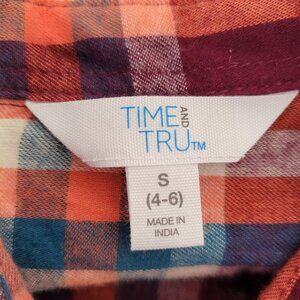 TIME AND
TRU™
S
(4-6)
MADE IN
INDIA